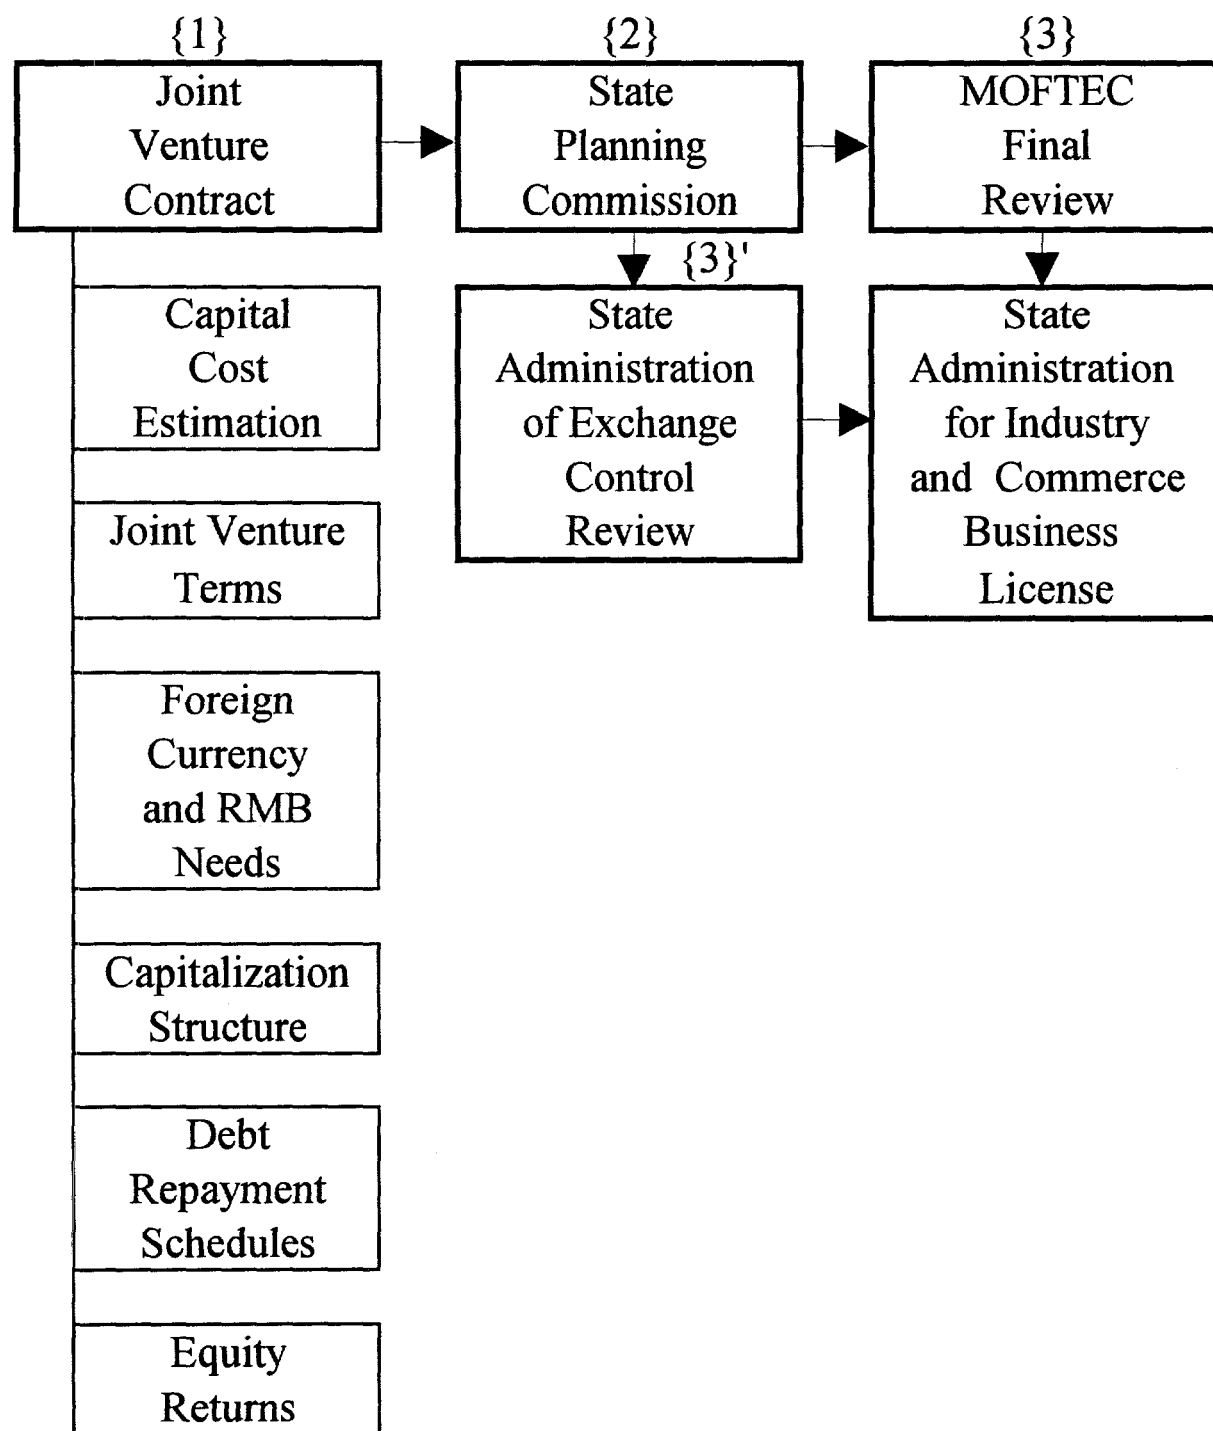 {1}
Joint
Venture
Contract
{2}
State
Planning
Commission
{3}
MOFTEC
Final
Review
{3}'
State
Administration
of Exchange
Control
Review
State
Administration
for Industry
and Commerce
Business
License
Capital
Cost
Estimation
Joint Venture
Terms
Foreign
Currency
and RMB
Needs
Capitalization
Structure
Debt
Repayment
Schedules
Equity
Returns